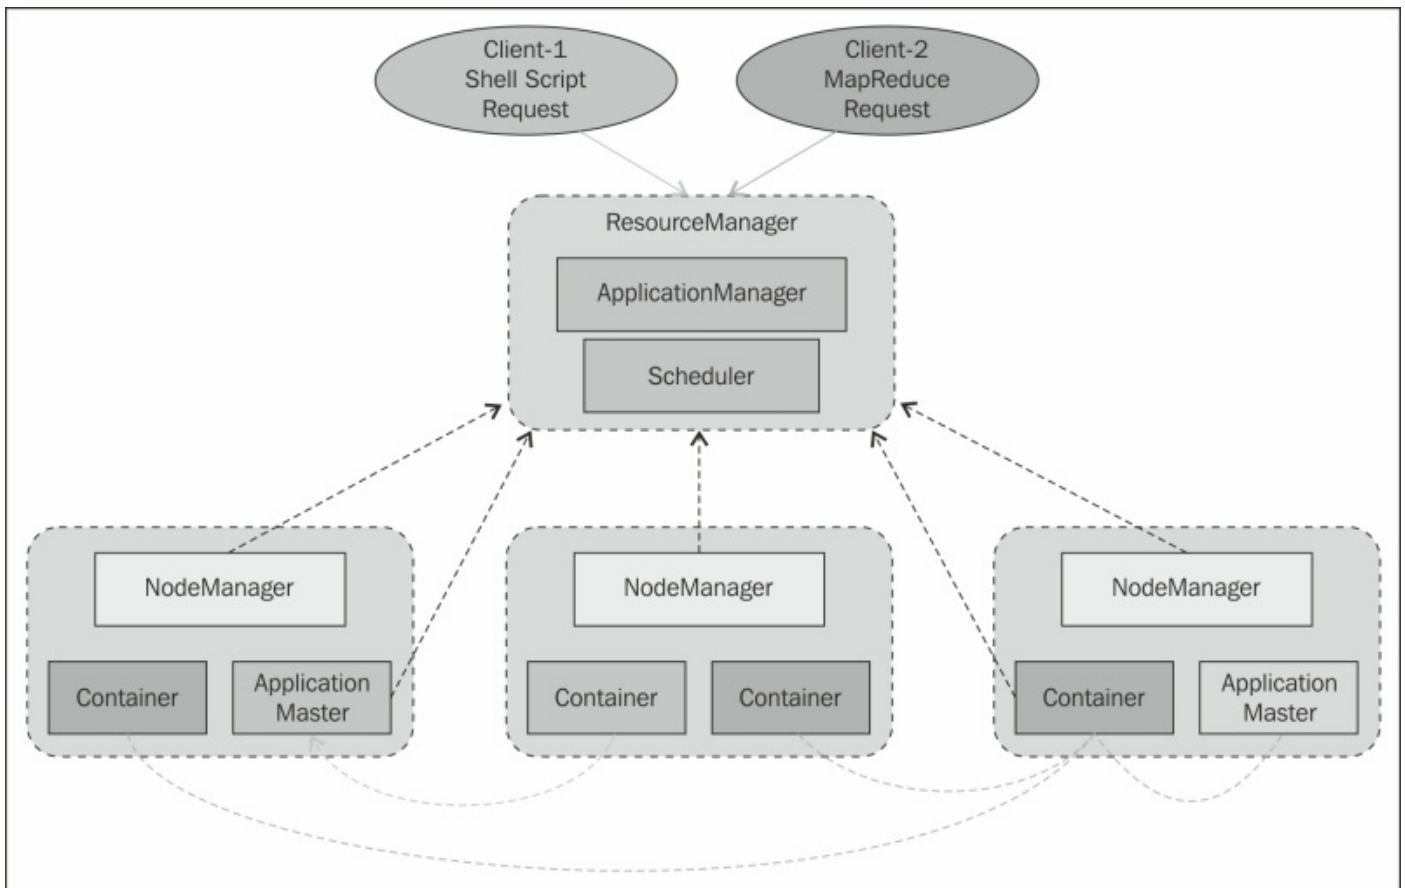 Client-1
Shell Script
Request
Client-2
MapReduce
Request
ResourceManager
ApplicationManager
Scheduler
NodeManager
Container
Application
Master
NodeManager
Container
Container
NodeManager
Container
Application
Master